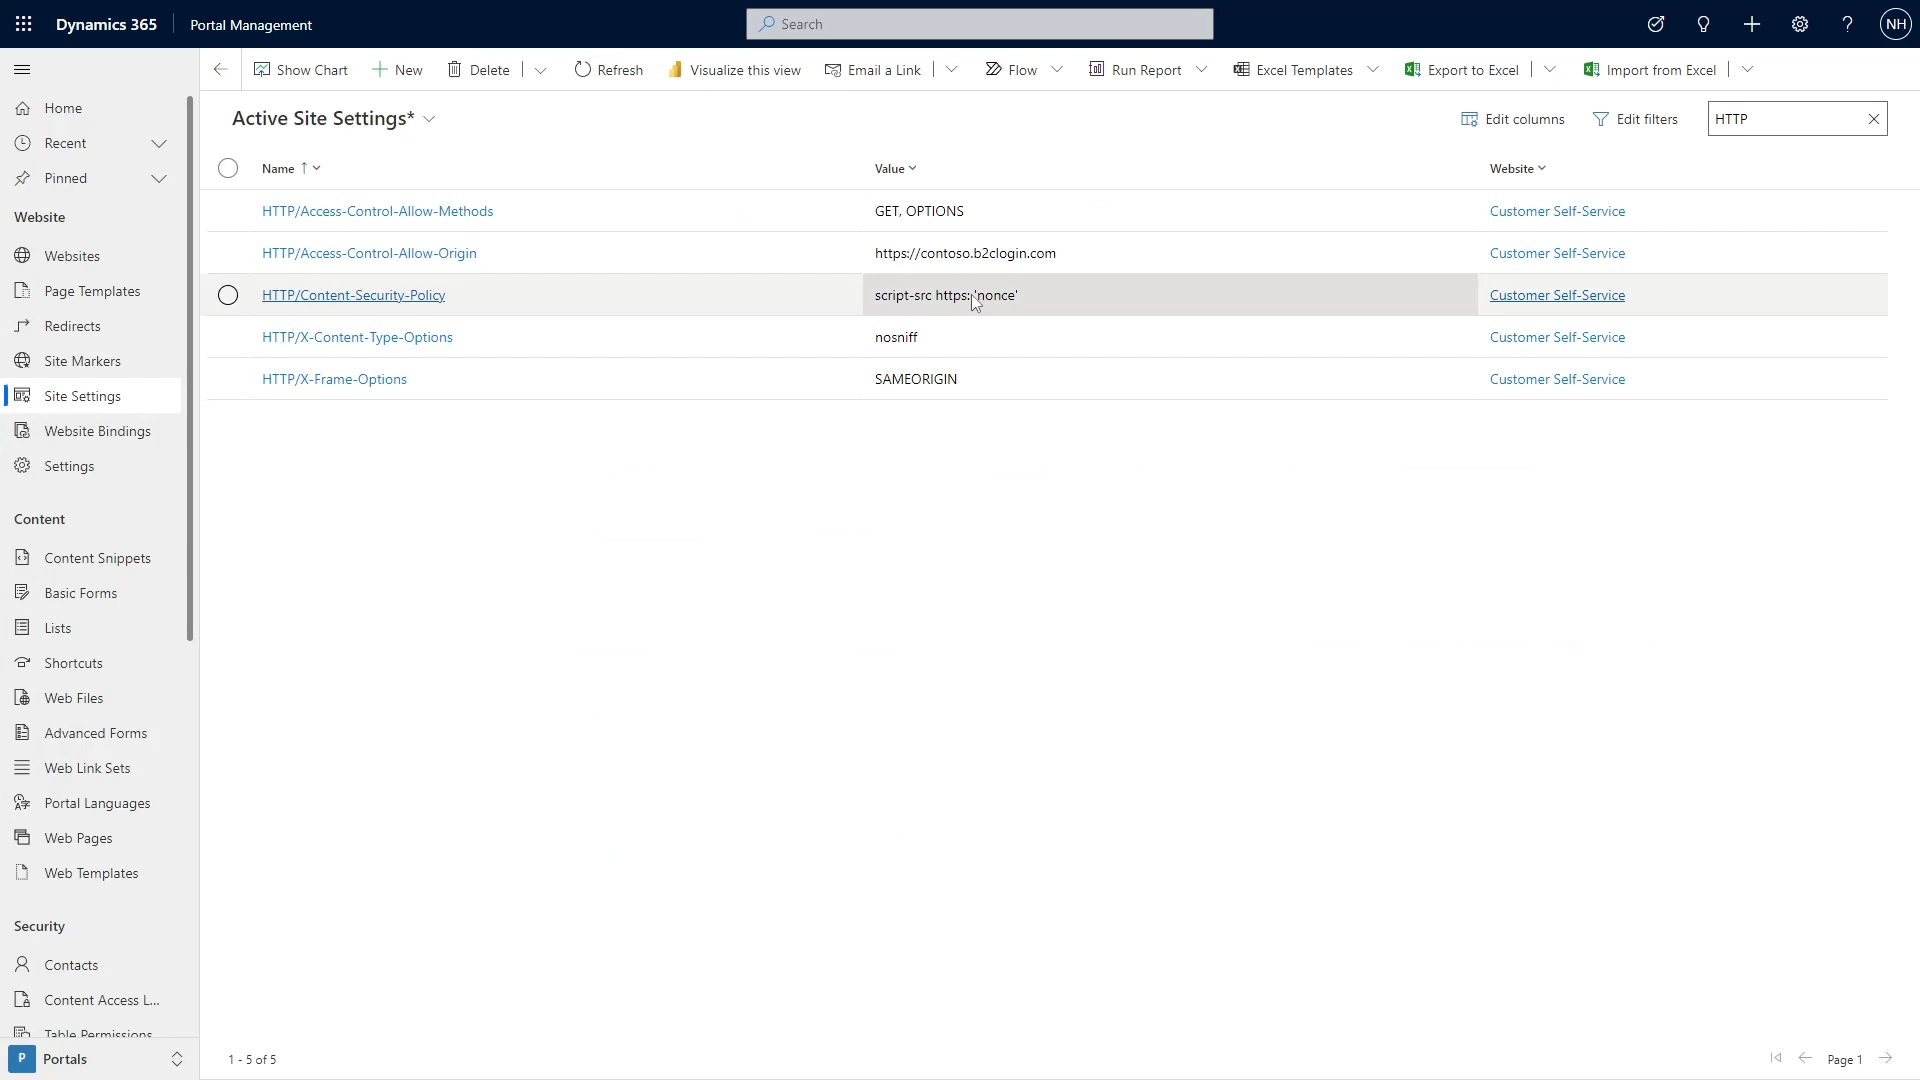 Dynamics 365
Portal Management
Search
NH
Show Chart
New
Delete
Refresh
Visualize this view
Email a Link
Flow
Run Report
Excel Templates
Export to Excel
Import from Excel
Home
Recent
Pinned
Website
Websites
Page Templates
Redirects
Site Markers
Site Settings
Website Bindings
Settings
Content
Content Snippets
Basic Forms
Lists
Shortcuts
Web Files
Advanced Forms
Web Link Sets
Portal Languages
Web Pages
Web Templates
Security
Contacts
Content Access L...
Table Permissions
P Portals
Active Site Settings*
Edit columns
Edit filters
HTTP
Name Value Website
HTTP/Access-Control-Allow-Methods GET, OPTIONS Customer Self-Service
HTTP/Access-Control-Allow-Origin https://contoso.b2clogin.com Customer Self-Service
HTTP/Content-Security-Policy script-src https: 'nonce' Customer Self-Service
HTTP/X-Content-Type-Options nosniff Customer Self-Service
HTTP/X-Frame-Options SAMEORIGIN Customer Self-Service
1 - 5 of 5
Page 1